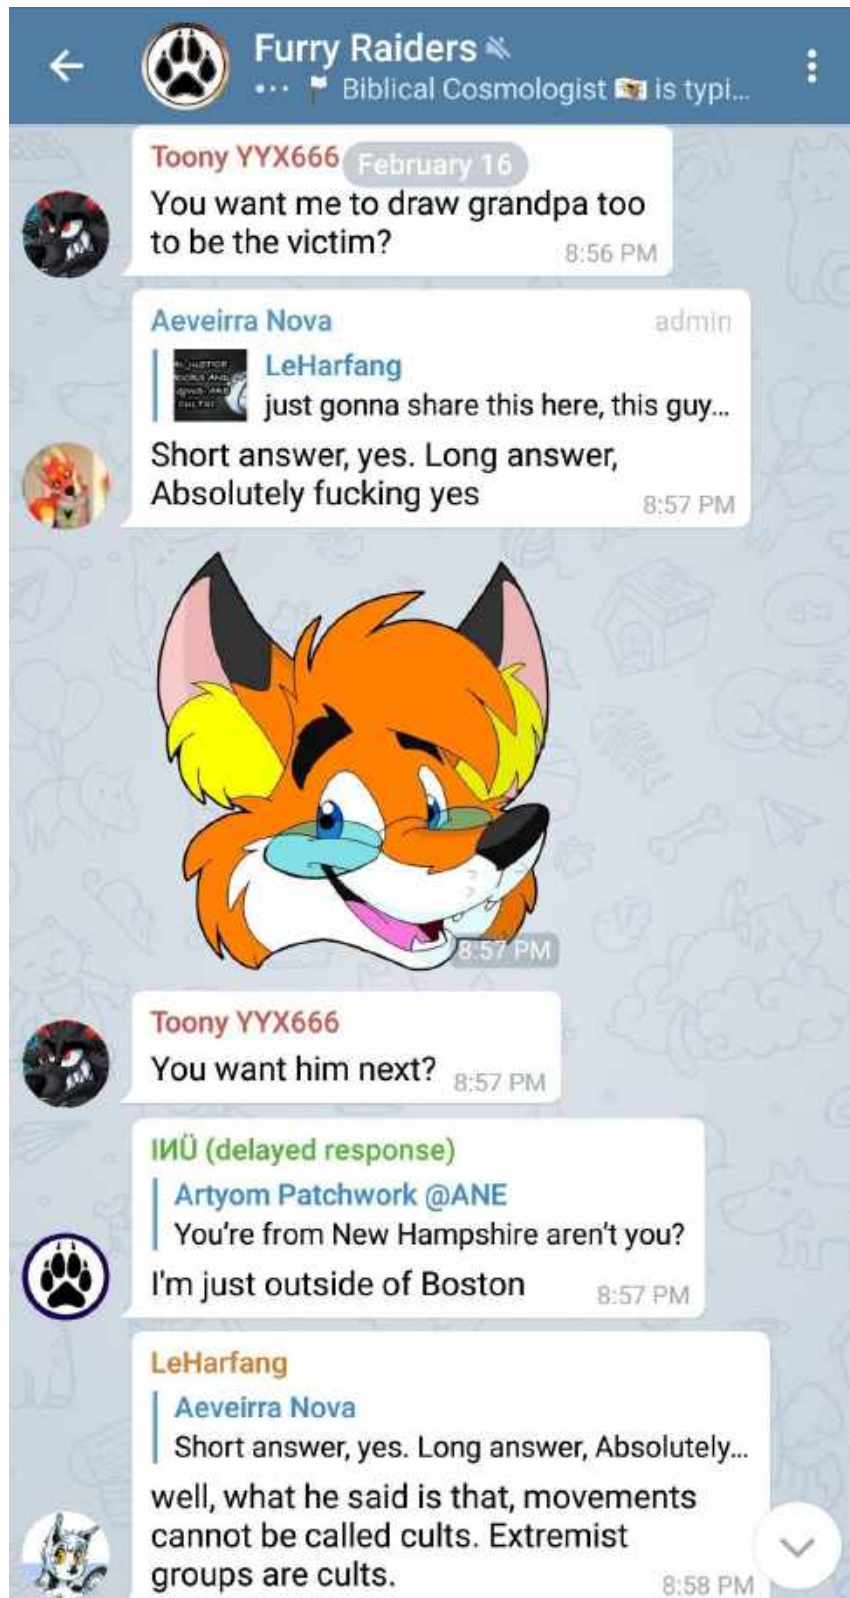 Furry Raiders
Biblical Cosmologist is typi...
February 16
Toony YYX666
You want me to draw grandpa too
to be the victim?
8:56 PM
Aeveirra Nova admin
LeHarfang
just gonna share this here, this guy...
Short answer, yes. Long answer,
Absolutely fucking yes
8:57 PM
8:57 PM
Toony YYX666
You want him next?
8:57 PM
IИÜ (delayed response)
Artyom Patchwork @ANE
You're from New Hampshire aren't you?
I'm just outside of Boston
8:57 PM
LeHarfang
Aeveirra Nova
Short answer, yes. Long answer, Absolutely...
well, what he said is that, movements
cannot be called cults. Extremist
groups are cults.
8:58 PM